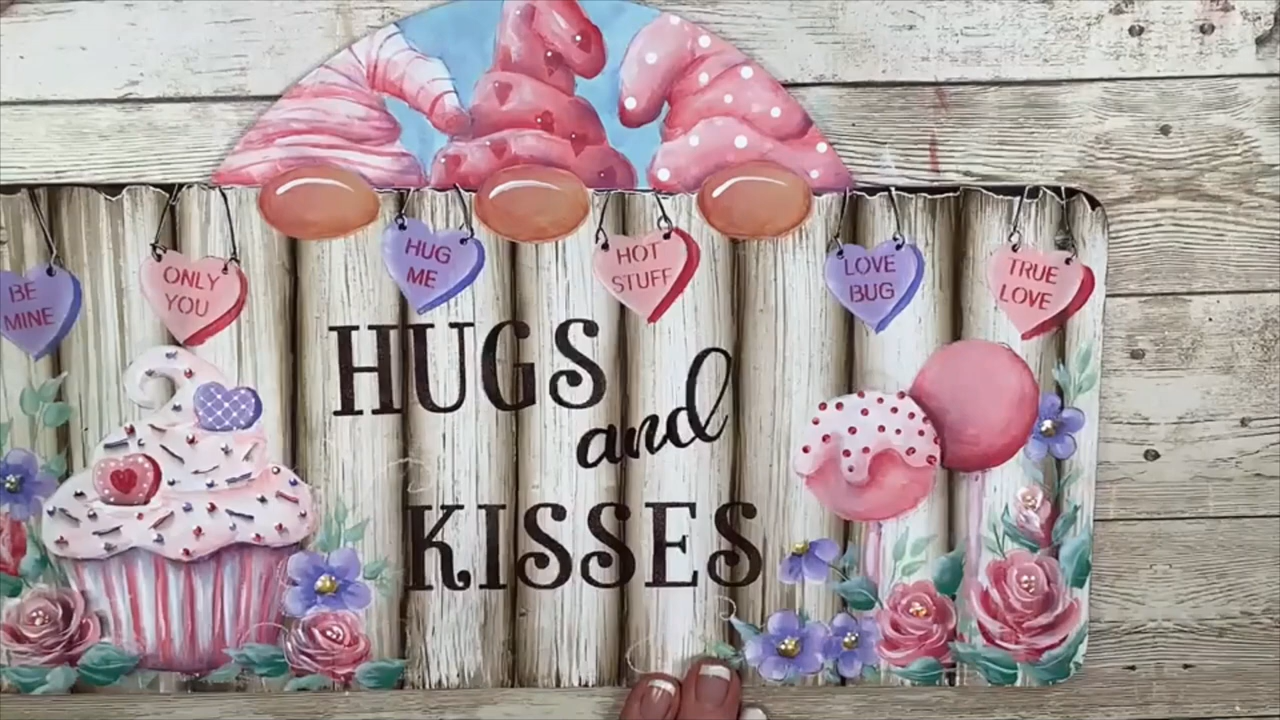 BE
MINE
ONLY
YOU
HUG
ME
HOT
STUFF
LOVE
BUG
TRUE
LOVE
HUGS
and
KISSES